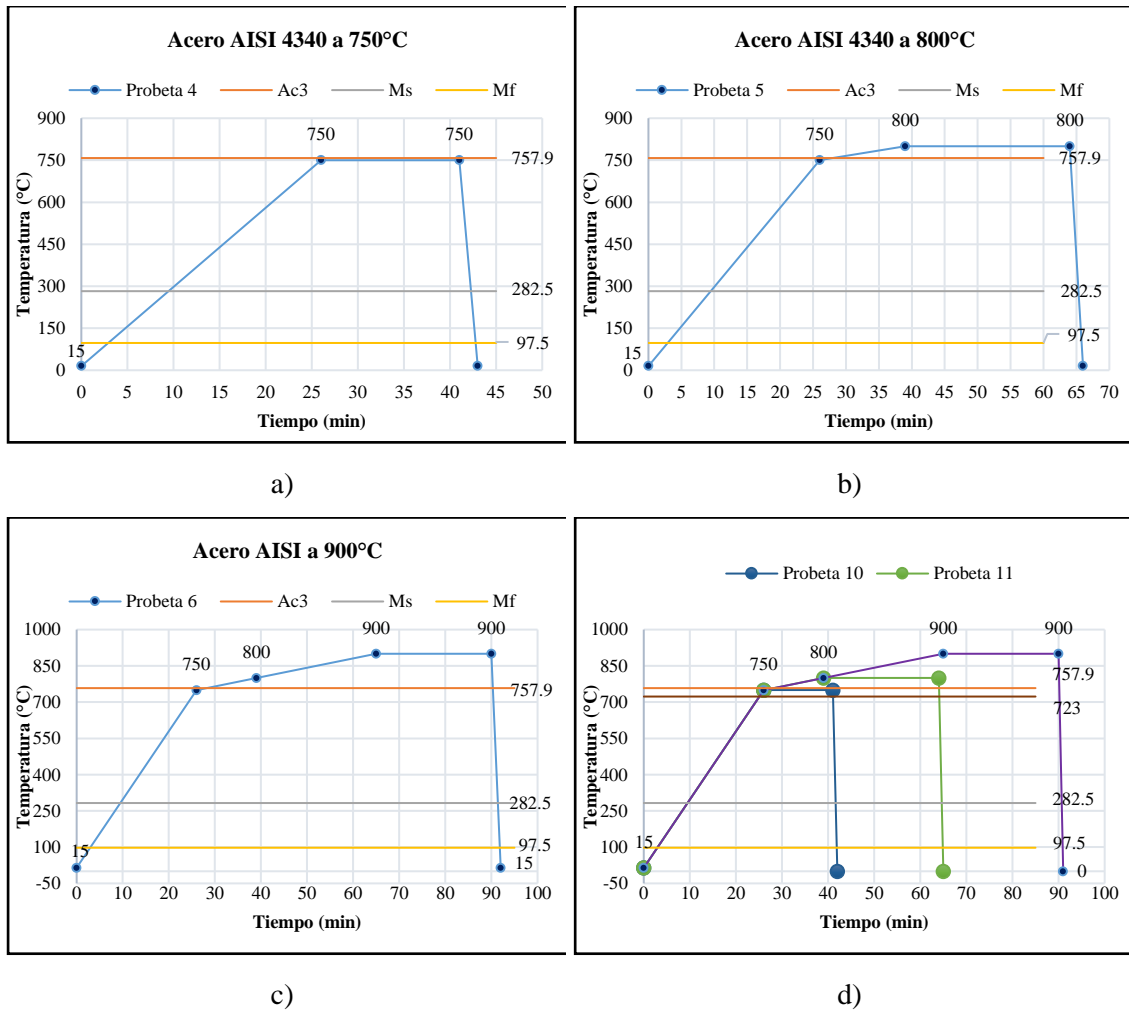 Acero AISI 4340 a 750°C
Probeta 4 Ac3 Ms Mf
900
750
600
450
300
150
0
Temperatura (°C)
15
750 750
757.9
282.5
97.5
0 5 10 15 20 25 30 35 40 45 50
Tiempo (min)
a)
Acero AISI 4340 a 800°C
Probeta 5 Ac3 Ms Mf
900
750
600
450
300
150
0
Temperatura (°C)
15
750 800 800
757.9
282.5
97.5
0 5 10 15 20 25 30 35 40 45 50 55 60 65 70
Tiempo (min)
b)
Acero AISI a 900°C
Probeta 6 Ac3 Ms Mf
1000
850
700
550
400
250
100
-50
Temperatura (°C)
15
750 800 900 900
757.9
282.5
97.5
15
0 10 20 30 40 50 60 70 80 90 100
Tiempo (min)
c)
Probeta 10 Probeta 11
1000
850
700
550
400
250
100
-50
Temperatura (°C)
15
750 800 900 900
757.9
723
282.5
97.5
0
0 10 20 30 40 50 60 70 80 90 100
Tiempo (min)
d)